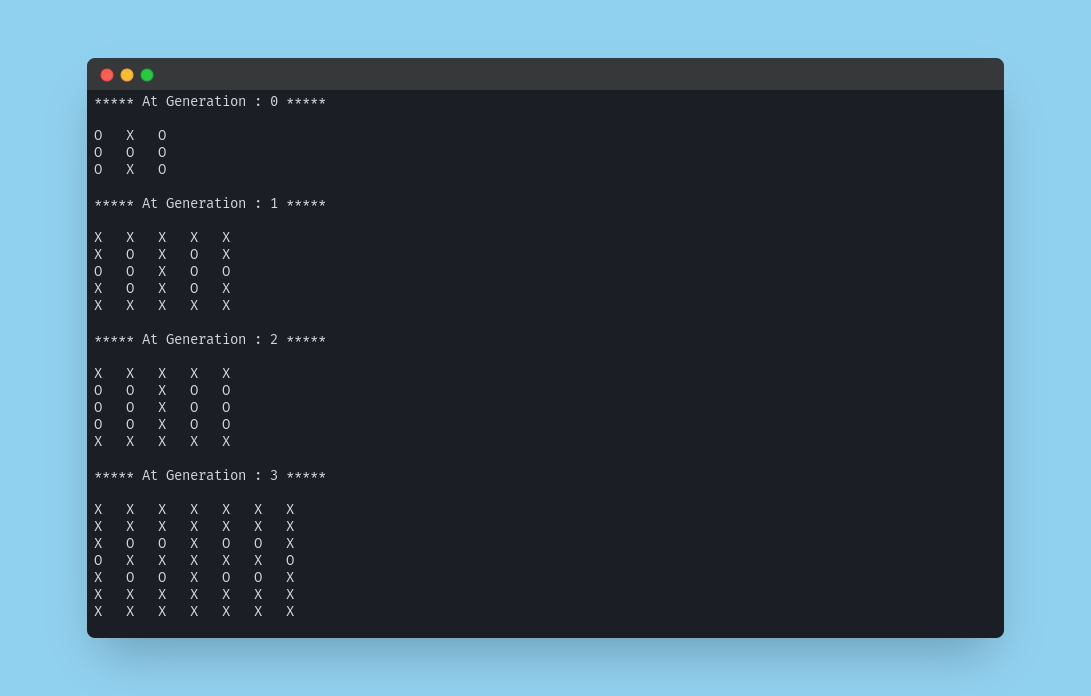 ***** At Generation : 0 *****
O   X   O
O   O   O
O   X   O
***** At Generation : 1 *****
X   X   X   X   X
X   O   X   O   X
O   O   X   O   O
X   O   X   O   X
X   X   X   X   X
***** At Generation : 2 *****
X   X   X   X   X
O   O   X   O   O
O   O   X   O   O
O   O   X   O   O
X   X   X   X   X
***** At Generation : 3 *****
X   X   X   X   X   X   X
X   X   X   X   X   X   X
X   O   O   X   O   O   X
O   X   X   X   X   X   O
X   O   O   X   O   O   X
X   X   X   X   X   X   X
X   X   X   X   X   X   X